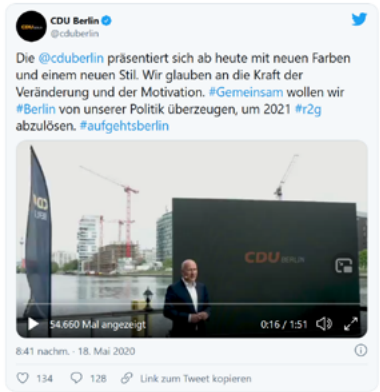 CDU Berlin
@cduberlin
Die @cduberlin präsentiert sich ab heute mit neuen Farben
und einem neuen Stil. Wir glauben an die Kraft der
Veränderung und der Motivation. #Gemeinsam wollen wir
#Berlin von unserer Politik überzeugen, um 2021 #r2g
abzulösen. #aufgehtsberlin
CDU BERLIN
54.660 Mal angezeigt
0:16 / 1:51
8:41 nachm. · 18. Mai 2020
134
128
Link zum Tweet kopieren